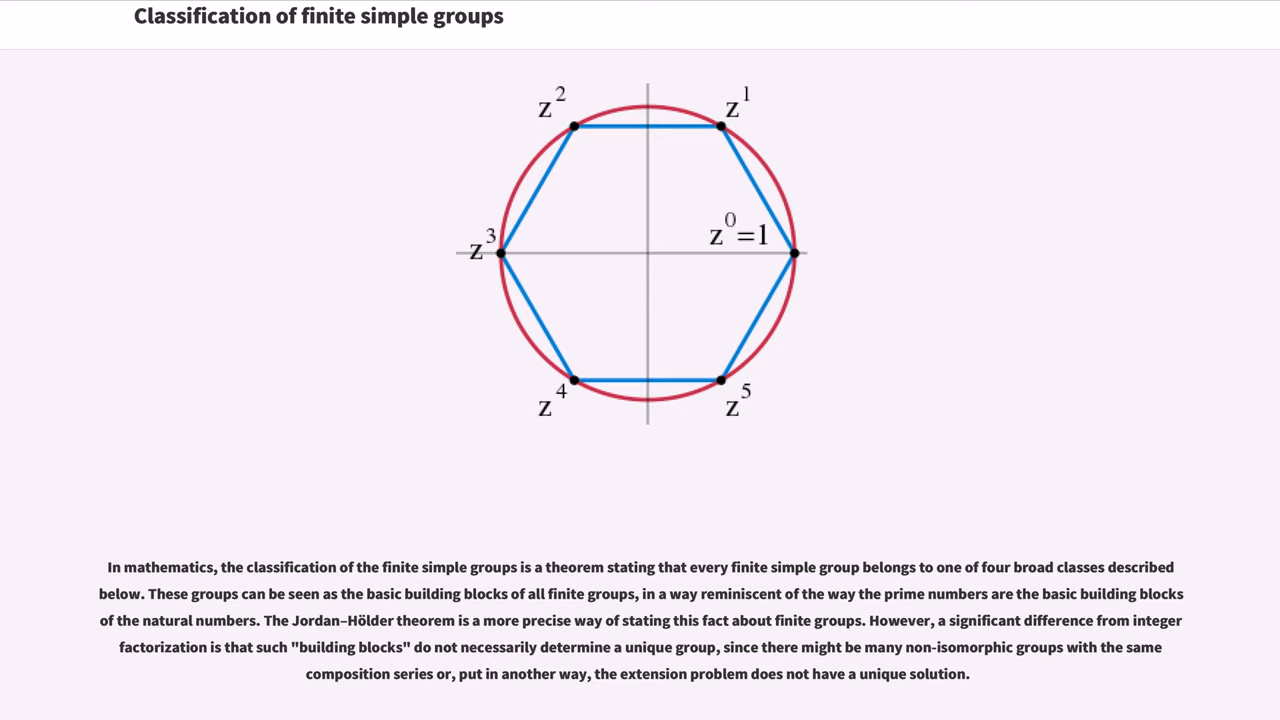 Classification of finite simple groups
z² z¹
z³ z⁰=1
z⁴ z⁵
In mathematics, the classification of the finite simple groups is a theorem stating that every finite simple group belongs to one of four broad classes described
below. These groups can be seen as the basic building blocks of all finite groups, in a way reminiscent of the way the prime numbers are the basic building blocks
of the natural numbers. The Jordan–Hölder theorem is a more precise way of stating this fact about finite groups. However, a significant difference from integer
factorization is that such "building blocks" do not necessarily determine a unique group, since there might be many non-isomorphic groups with the same
composition series or, put in another way, the extension problem does not have a unique solution.